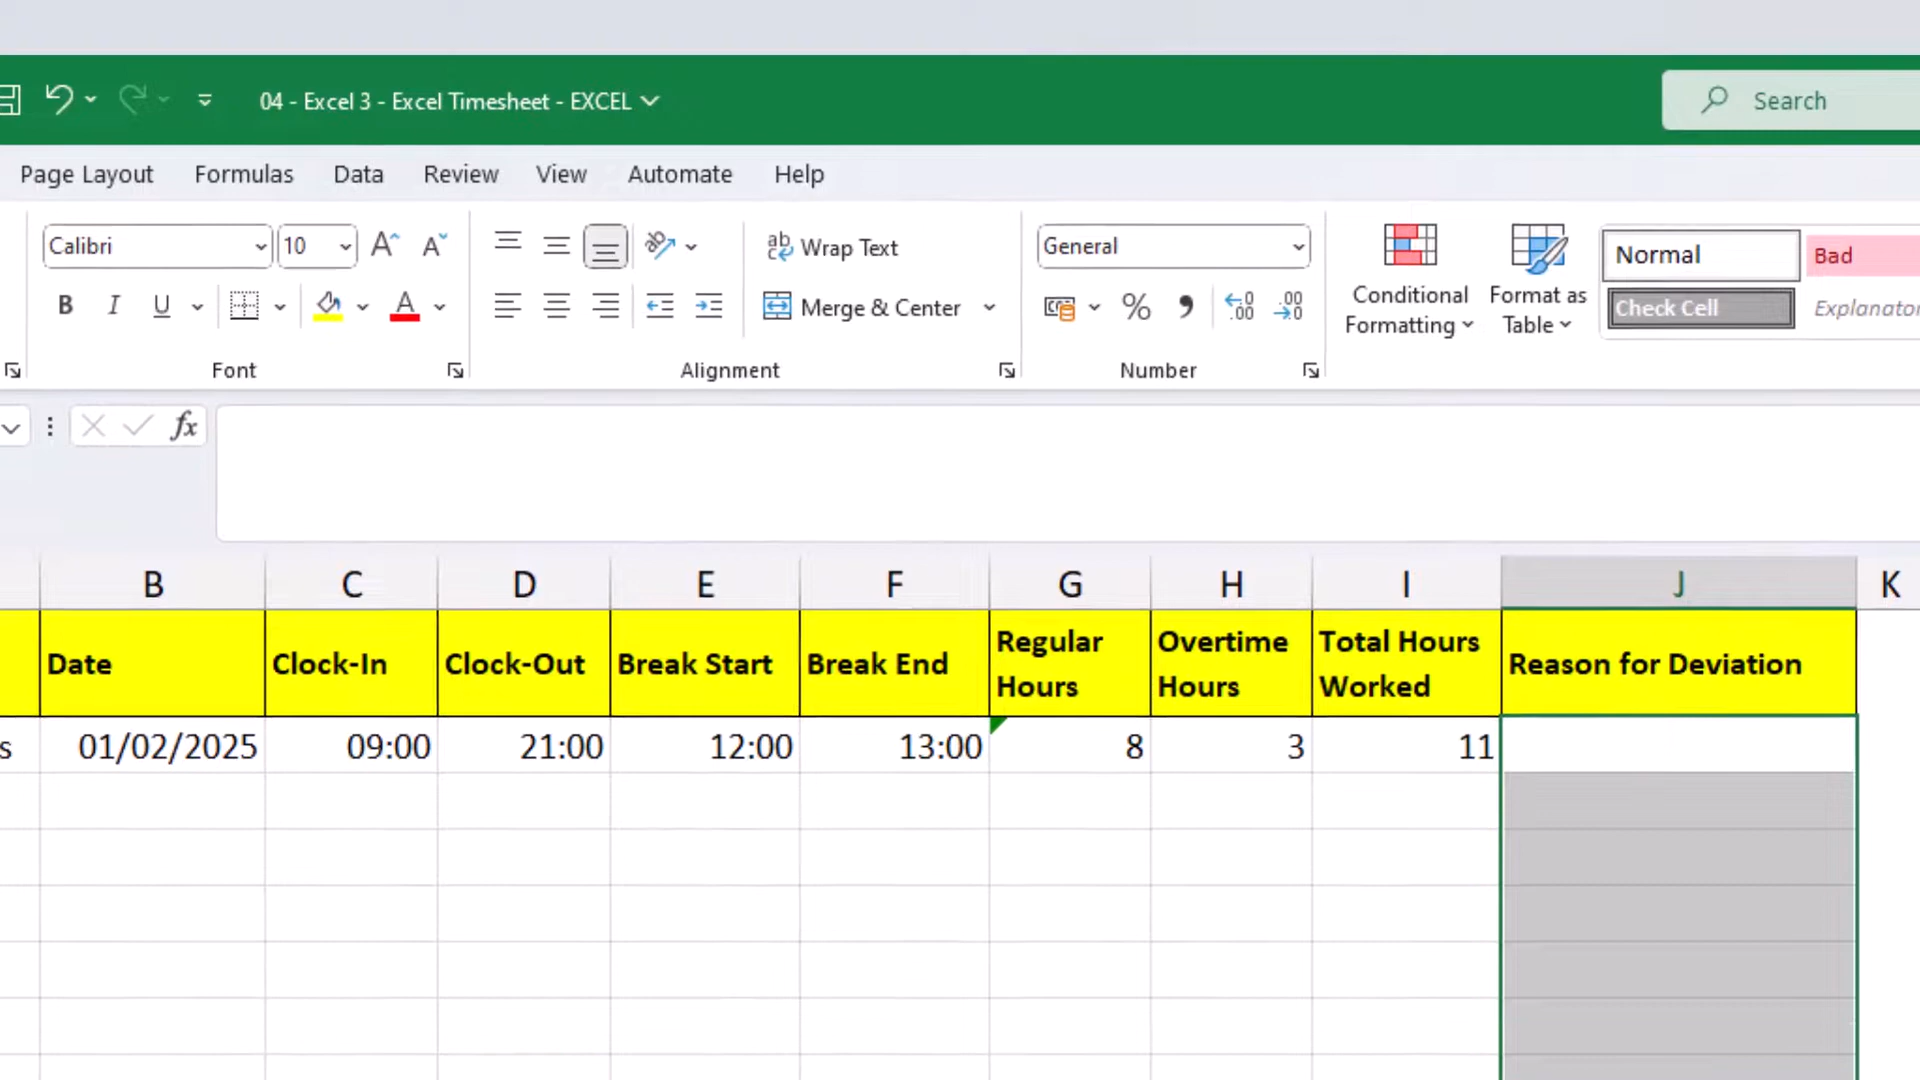 04 - Excel 3 - Excel Timesheet - EXCEL
Search
Page Layout Formulas Data Review View Automate Help
Calibri 10
Wrap Text
General
Normal
Bad
B I U
Merge & Center
%
Conditional Formatting
Format as Table
Check Cell
Explanator
Font
Alignment
Number
fx
B C D E F G H I J K
Date Clock-In Clock-Out Break Start Break End Regular Hours Overtime Hours Total Hours Worked Reason for Deviation
s 01/02/2025 09:00 21:00 12:00 13:00 8 3 11